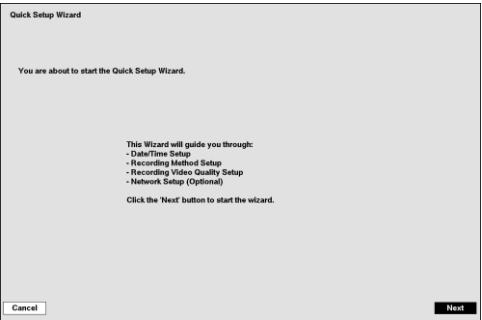 Quick Setup Wizard
You are about to start the Quick Setup Wizard.
This Wizard will guide you through:
- Date/Time Setup
- Recording Method Setup
- Recording Video Quality Setup
- Network Setup (Optional)
Click the 'Next' button to start the wizard.
Cancel
Next